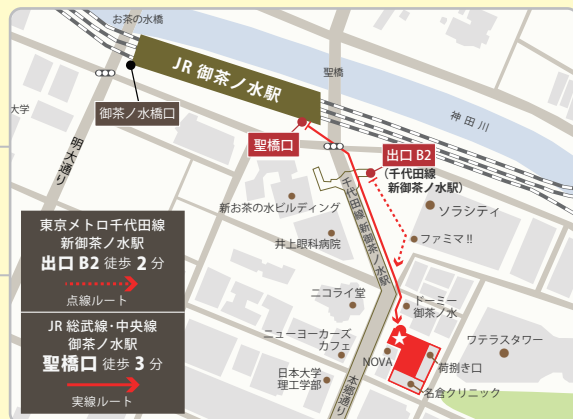 お茶の水橋
JR 御茶ノ水駅
聖橋
神田川
大学
御茶ノ水橋口
聖橋口
出口 B2
(千代田線
新御茶ノ水駅)
明大通り
新お茶の水ビルディング
千代田線 新御茶ノ水駅
ソラシティ
ファミマ!!
井上眼科病院
東京メトロ千代田線
新御茶ノ水駅
出口 B2 徒歩 2 分
点線ルート
JR 総武線・中央線
御茶ノ水駅
聖橋口 徒歩 3 分
実線ルート
ニコライ堂
ドーミー
御茶ノ水
ニューヨーカーズ
カフェ
ワテラスタワー
NOVA
荷捌き口
日本大学
理工学部
本郷通り
名倉クリニック